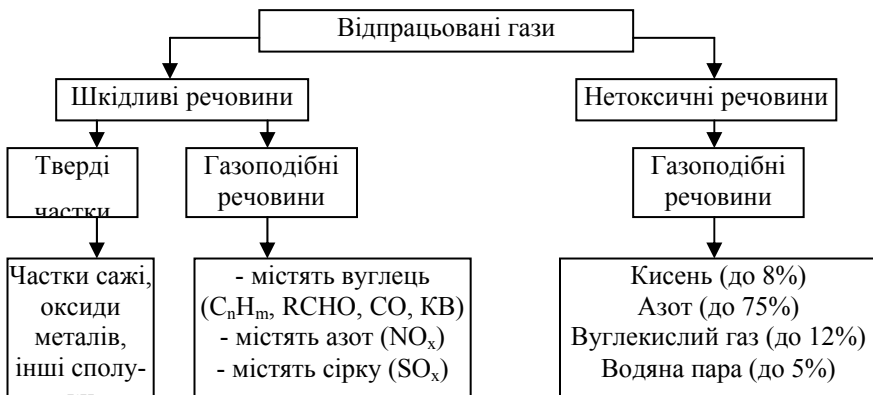 Відпрацьовані гази
Шкідливі речовини
Нетоксичні речовини
Тверді
частки
Газоподібні
речовини
Газоподібні
речовини
Частки сажі,
оксиди
металів,
інші сполу-
- містять вуглець
(CₙHₘ, RCHO, CO, КВ)
- містять азот (NOₓ)
- містять сірку (SOₓ)
Кисень (до 8%)
Азот (до 75%)
Вуглекислий газ (до 12%)
Водяна пара (до 5%)